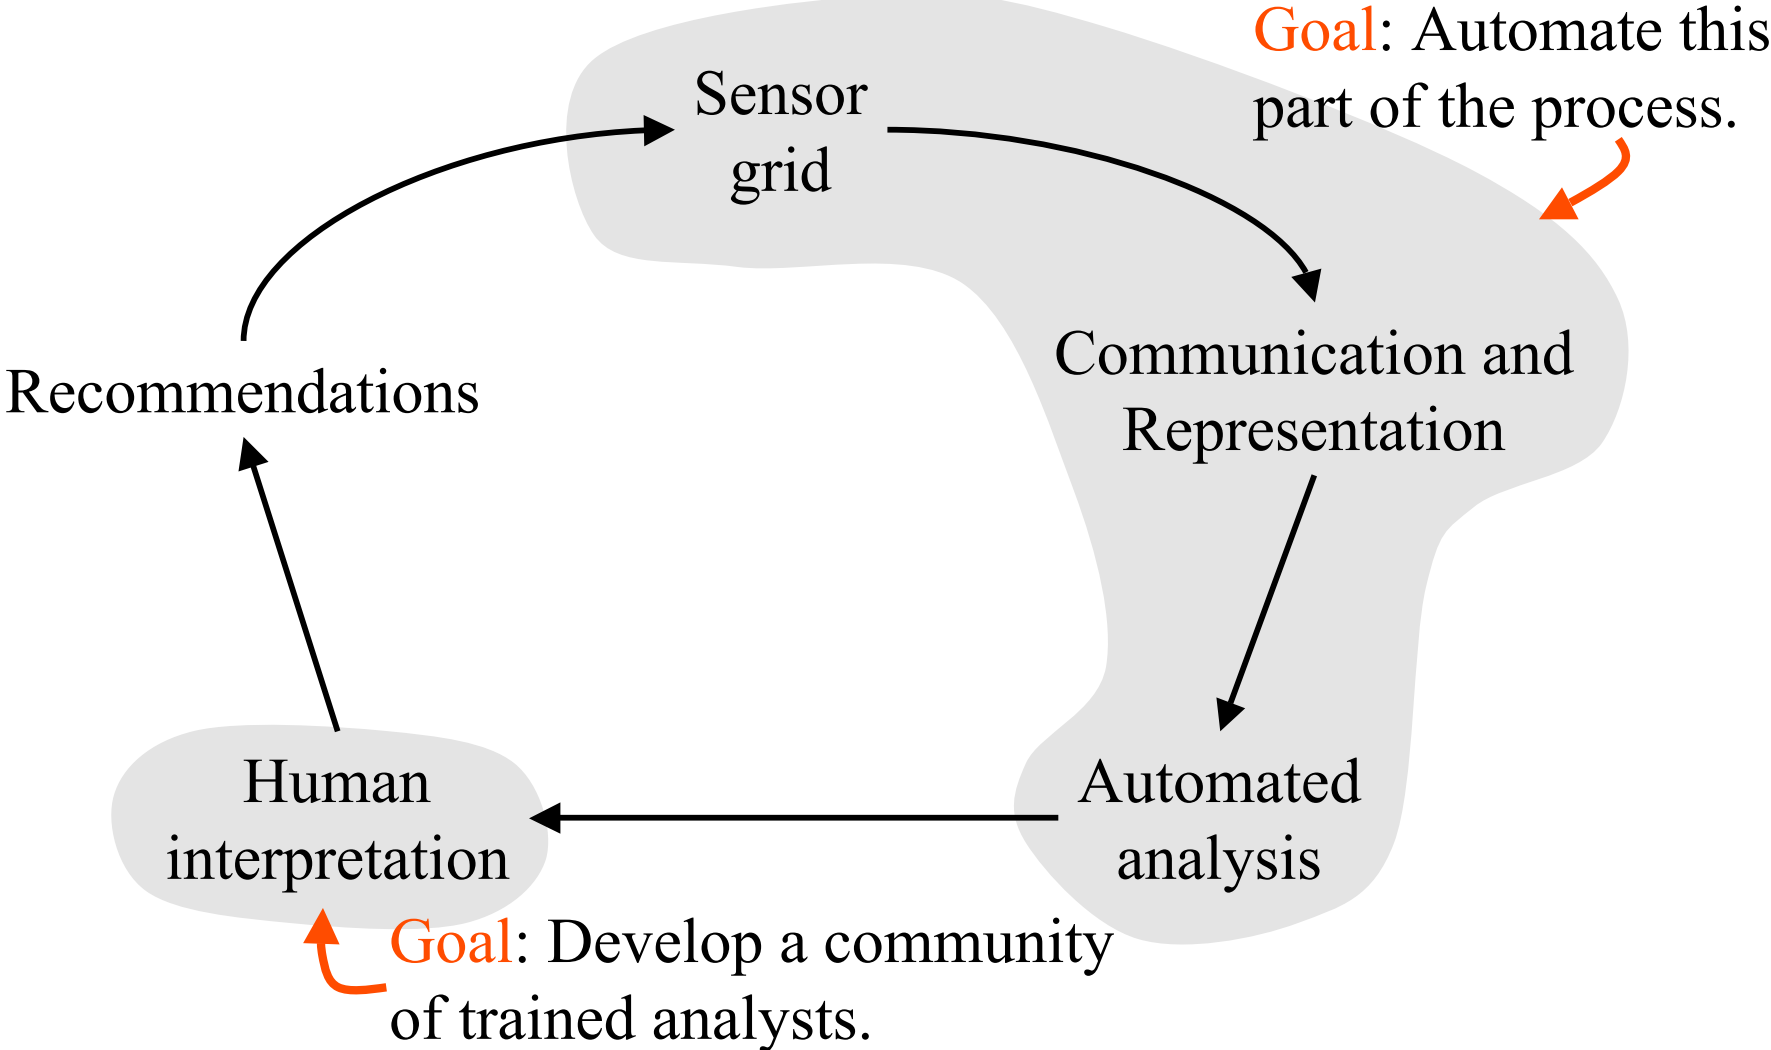 Goal: Automate this
part of the process.
Sensor
grid
Communication and
Representation
Recommendations
Automated
analysis
Human
interpretation
Goal: Develop a community
of trained analysts.